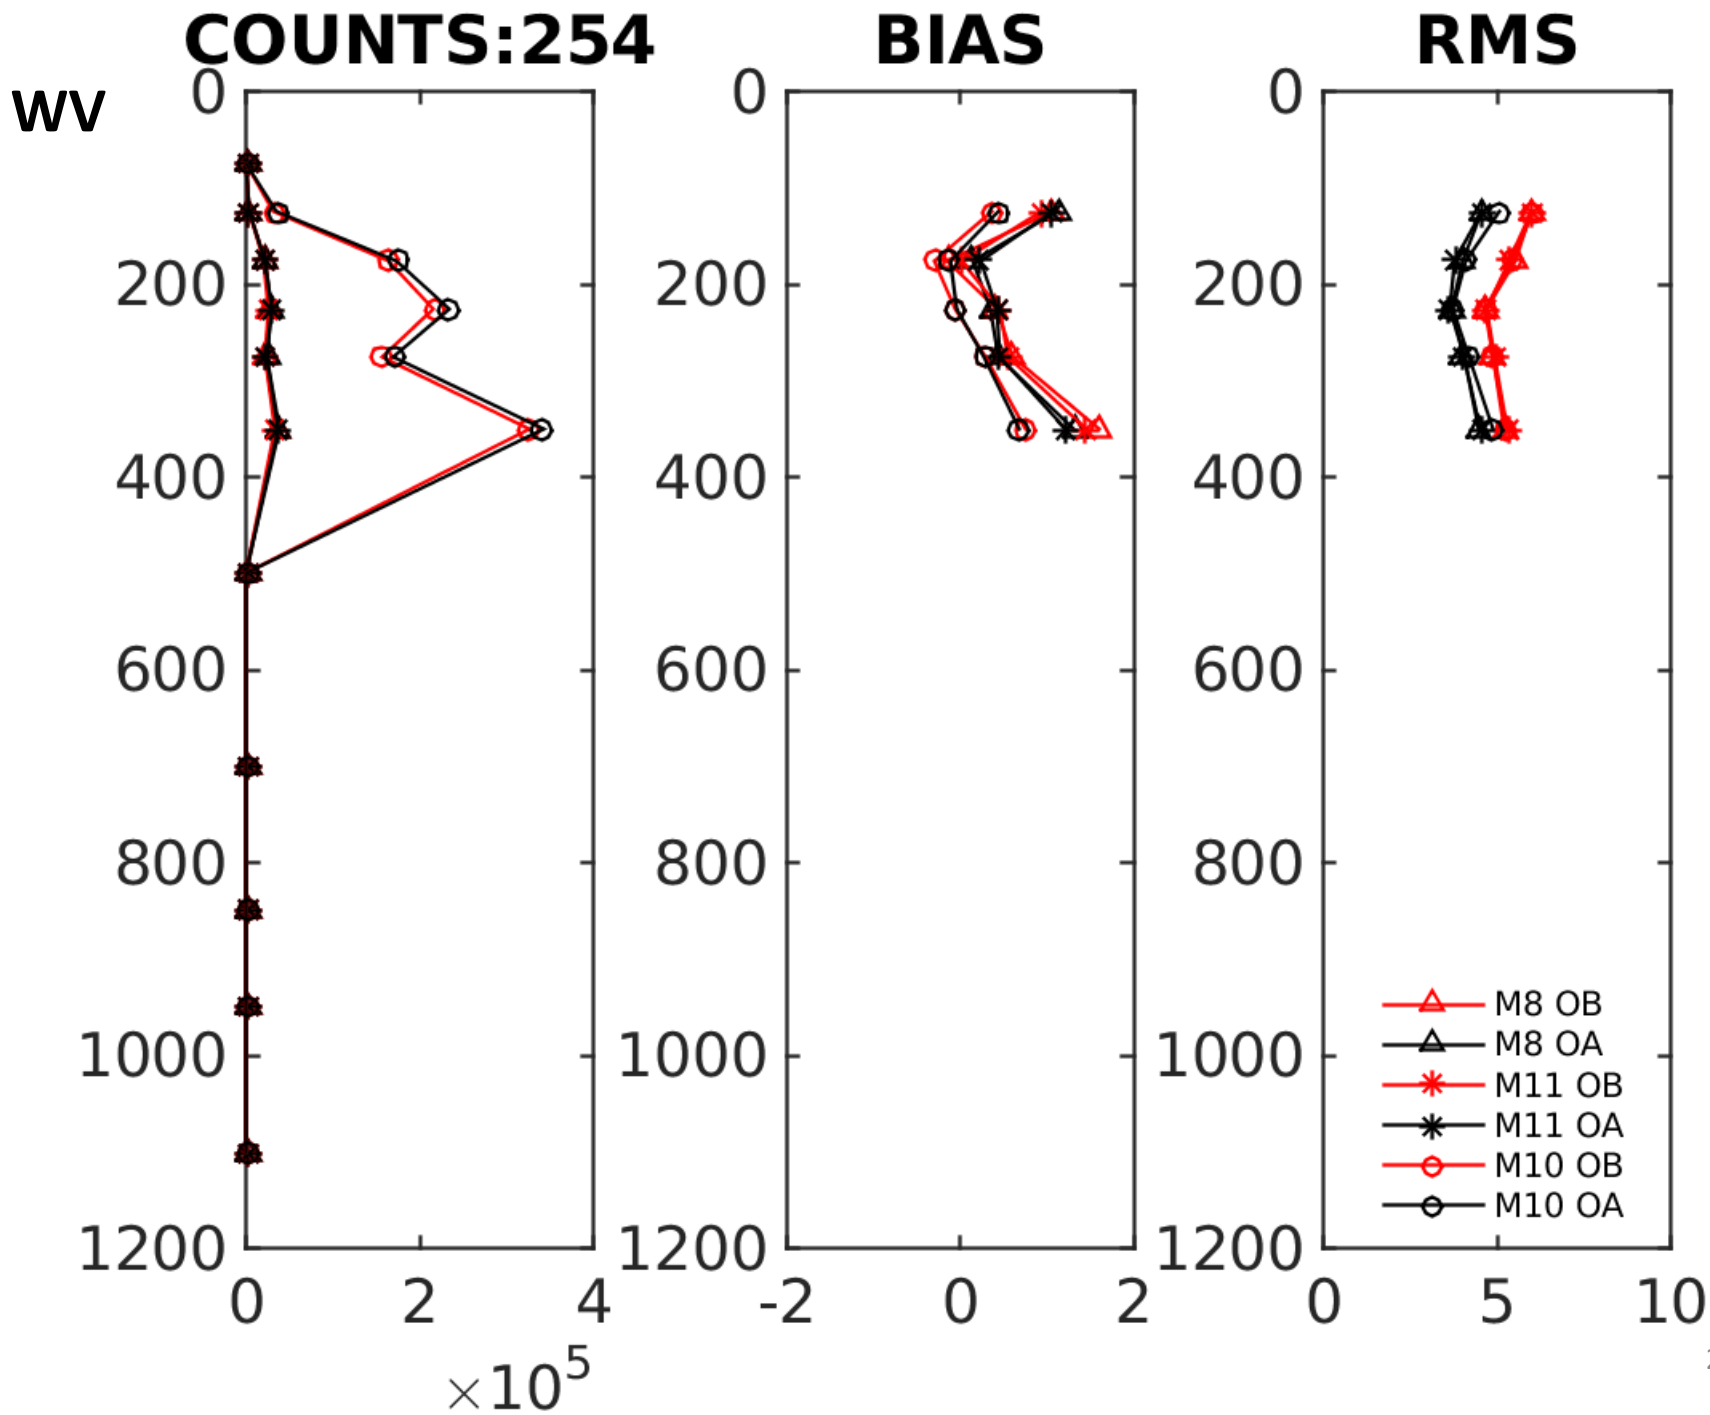 COUNTS:254 BIAS RMS
WV
0 0 0
200 200 200
400 400 400
600 600 600
800 800 800
1000 1000 1000
M8 OB
M8 OA
M11 OB
M11 OA
M10 OB
M10 OA
1200 1200 1200
0 2 4 -2 0 2 0 5 10
×10⁵